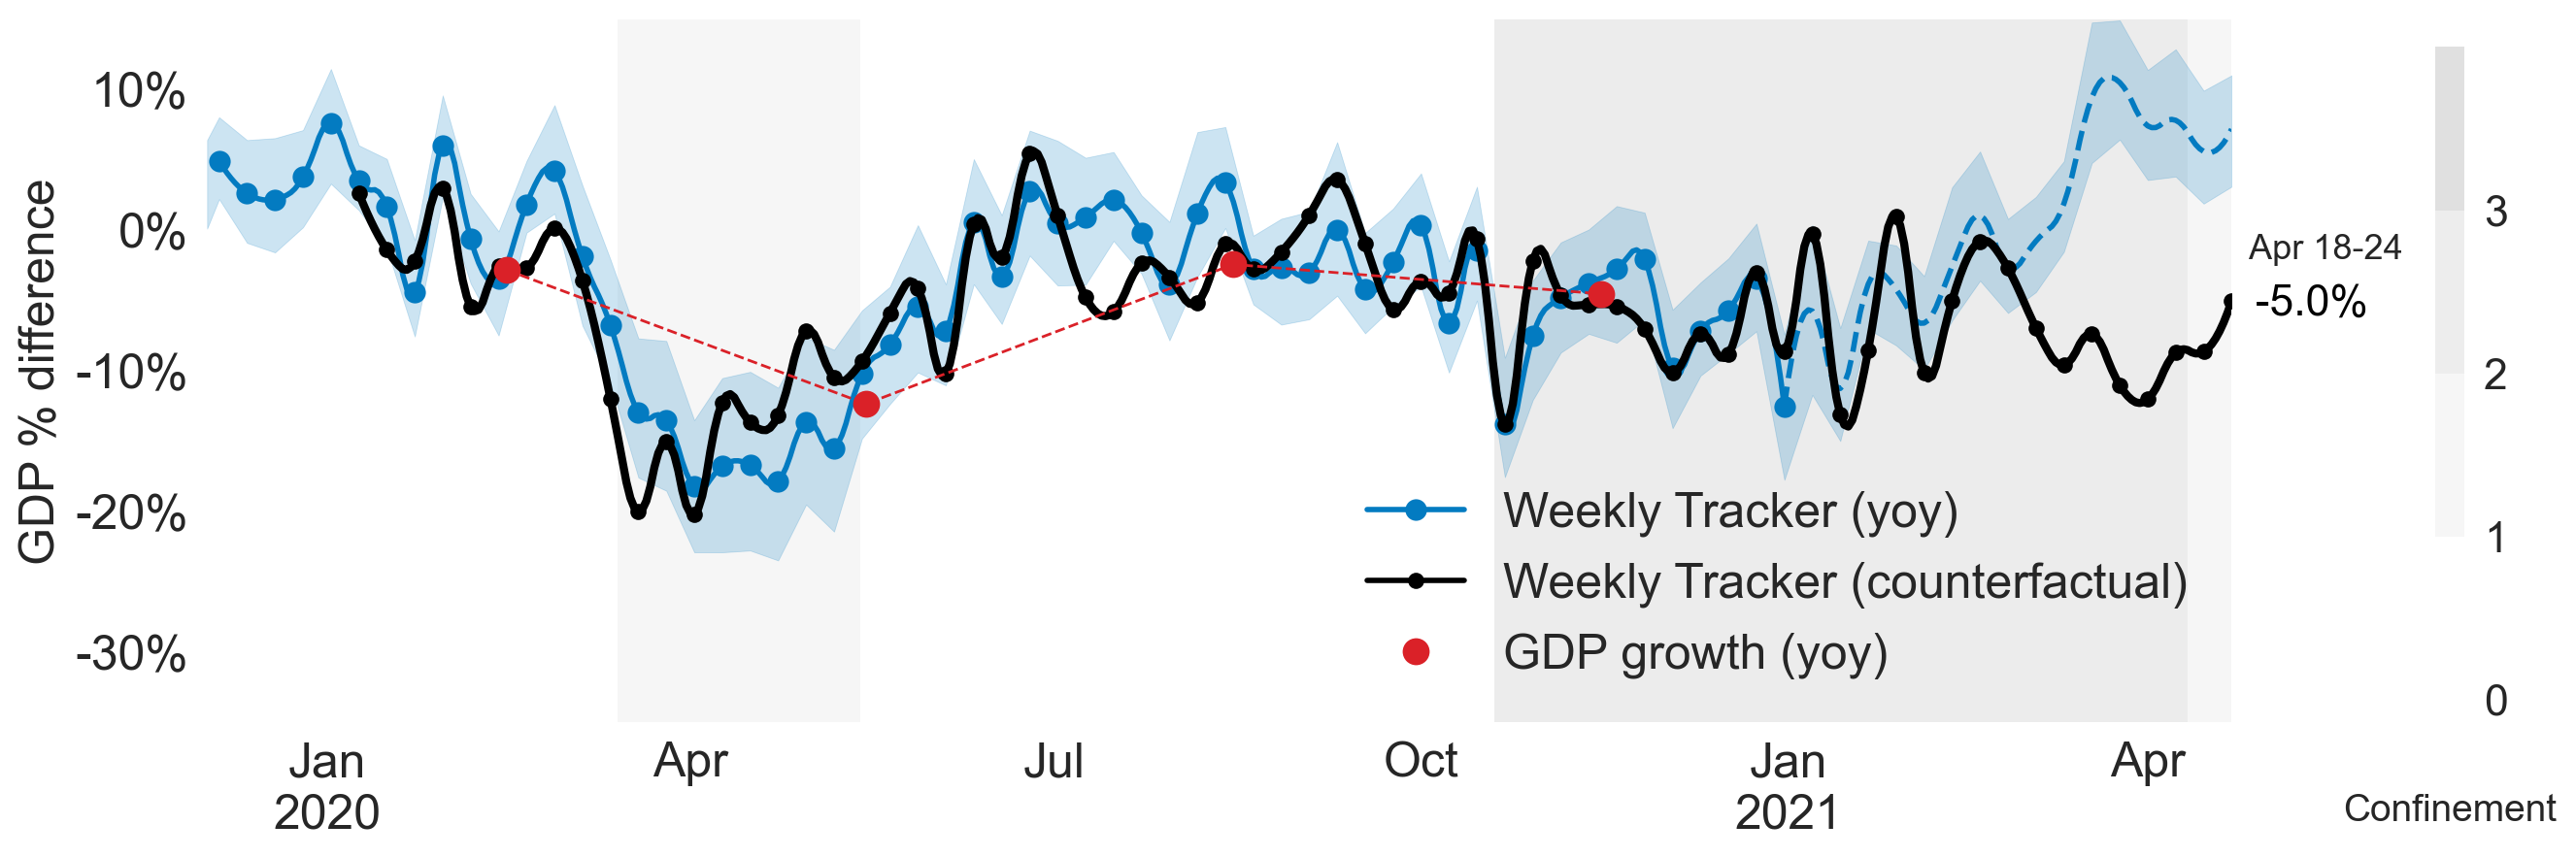 GDP % difference
10%
0%
-10%
-20%
-30%
Jan
2020
Apr
Jul
Oct
Jan
2021
Apr
Weekly Tracker (yoy)
Weekly Tracker (counterfactual)
GDP growth (yoy)
Apr 18-24
-5.0%
3
2
1
0
Confinement